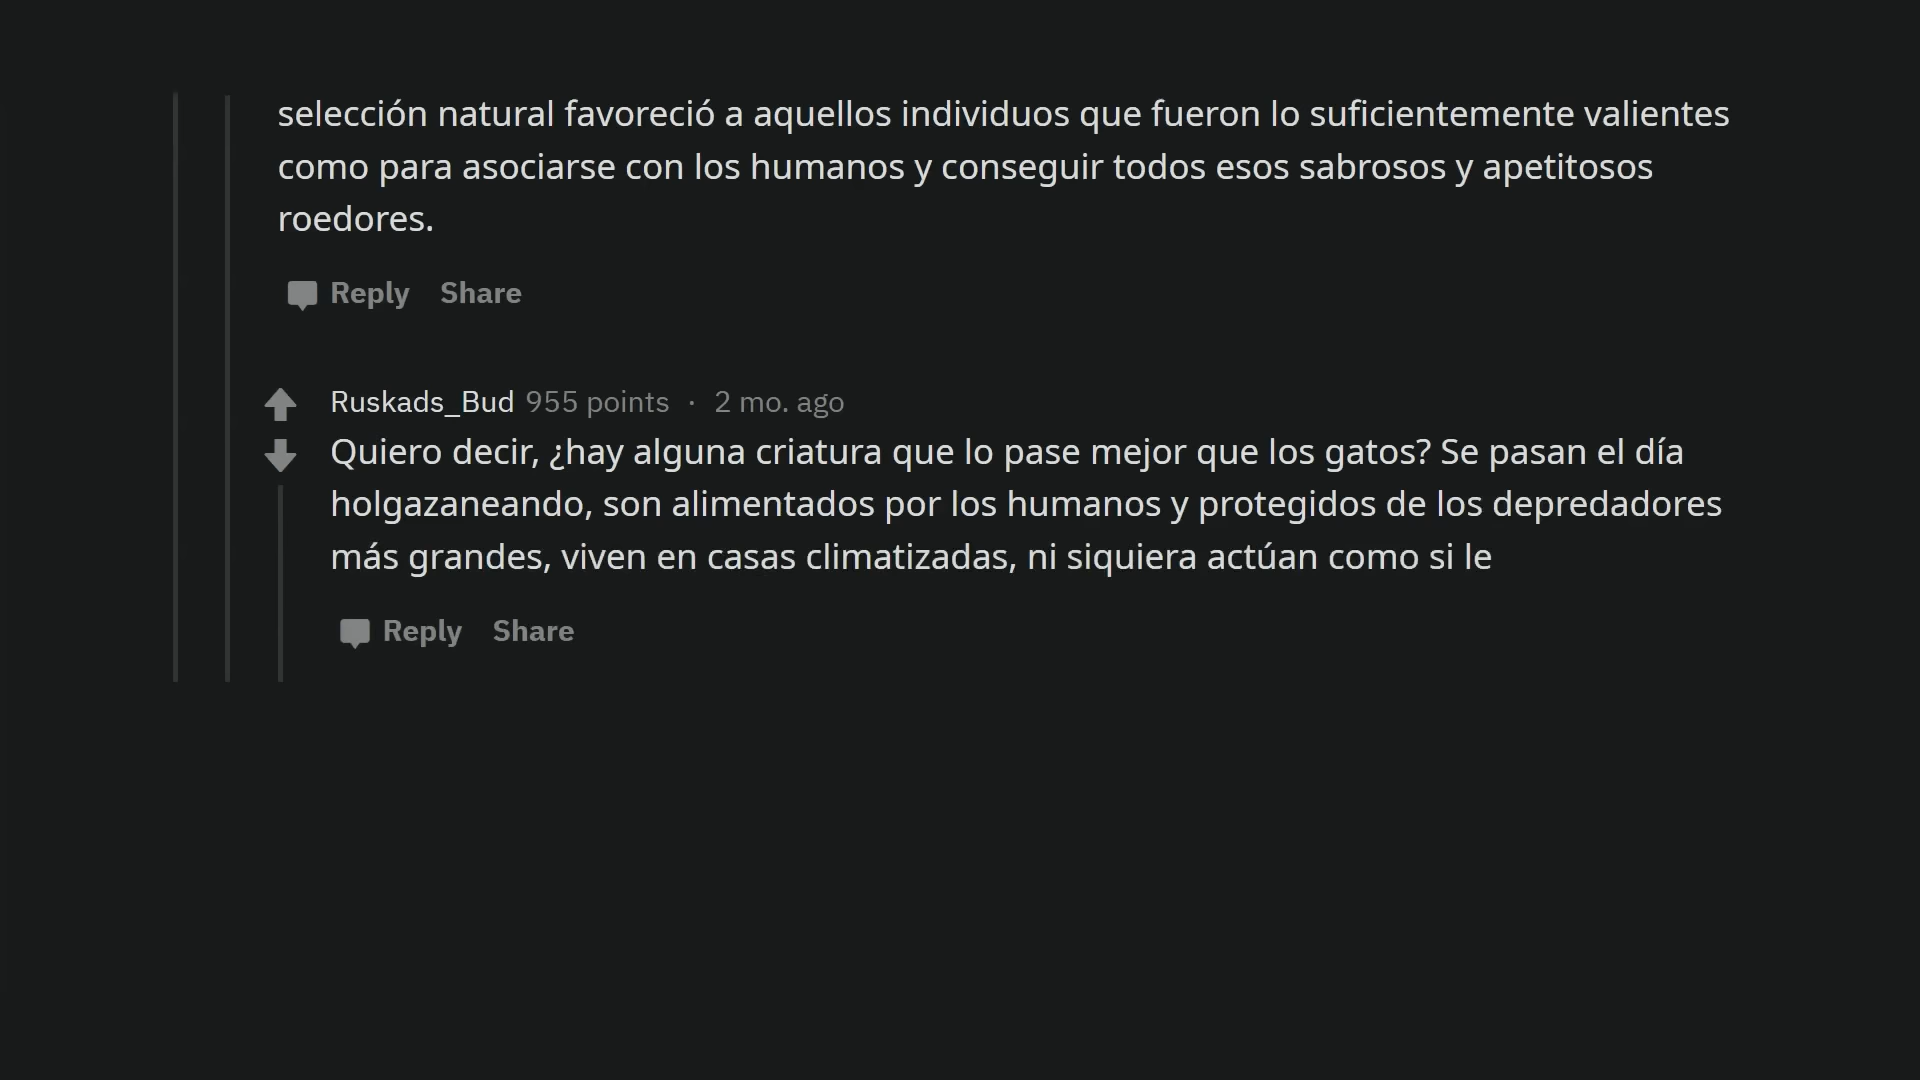 selección natural favoreció a aquellos individuos que fueron lo suficientemente valientes
como para asociarse con los humanos y conseguir todos esos sabrosos y apetitosos
roedores.
Reply Share
Ruskads_Bud 955 points · 2 mo. ago
Quiero decir, ¿hay alguna criatura que lo pase mejor que los gatos? Se pasan el día
holgazaneando, son alimentados por los humanos y protegidos de los depredadores
más grandes, viven en casas climatizadas, ni siquiera actúan como si le
Reply Share